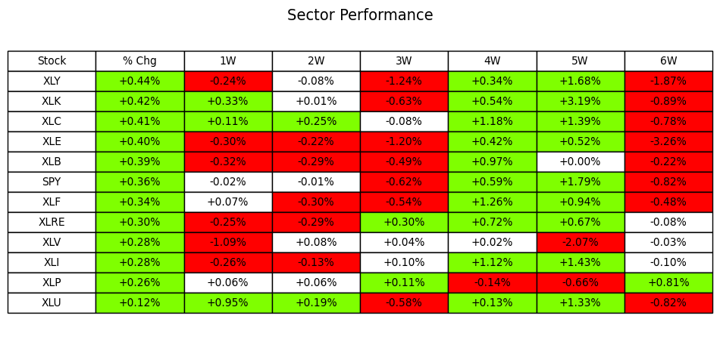 Sector Performance
Stock % Chg 1W 2W 3W 4W 5W 6W
XLY +0.44% -0.24% -0.08% -1.24% +0.34% +1.68% -1.87%
XLK +0.42% +0.33% +0.01% -0.63% +0.54% +3.19% -0.89%
XLC +0.41% +0.11% +0.25% -0.08% +1.18% +1.39% -0.78%
XLE +0.40% -0.30% -0.22% -1.20% +0.42% +0.52% -3.26%
XLB +0.39% -0.32% -0.29% -0.49% +0.97% +0.00% -0.22%
SPY +0.36% -0.02% -0.01% -0.62% +0.59% +1.79% -0.82%
XLF +0.34% +0.07% -0.30% -0.54% +1.26% +0.94% -0.48%
XLRE +0.30% -0.25% -0.29% +0.30% +0.72% +0.67% -0.08%
XLV +0.28% -1.09% +0.08% +0.04% +0.02% -2.07% -0.03%
XLI +0.28% -0.26% -0.13% +0.10% +1.12% +1.43% -0.10%
XLP +0.26% +0.06% +0.06% +0.11% -0.14% -0.66% +0.81%
XLU +0.12% +0.95% +0.19% -0.58% +0.13% +1.33% -0.82%